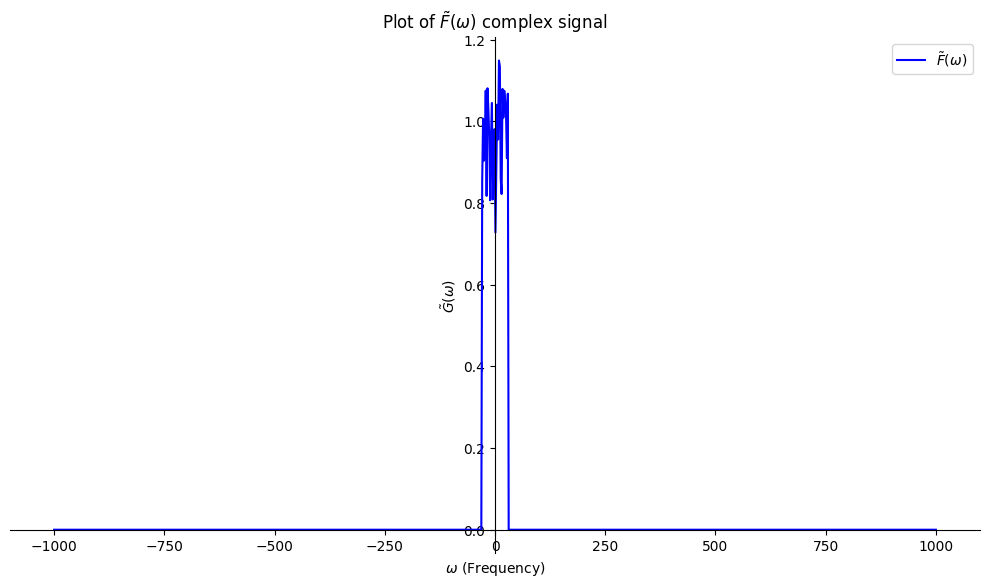 Plot of F̃(ω) complex signal
F̃(ω)
1.2
1.0
0.8
0.6
0.4
0.2
0.0
G̃(ω)
−1000 −750 −500 −250 0 250 500 750 1000
ω (Frequency)